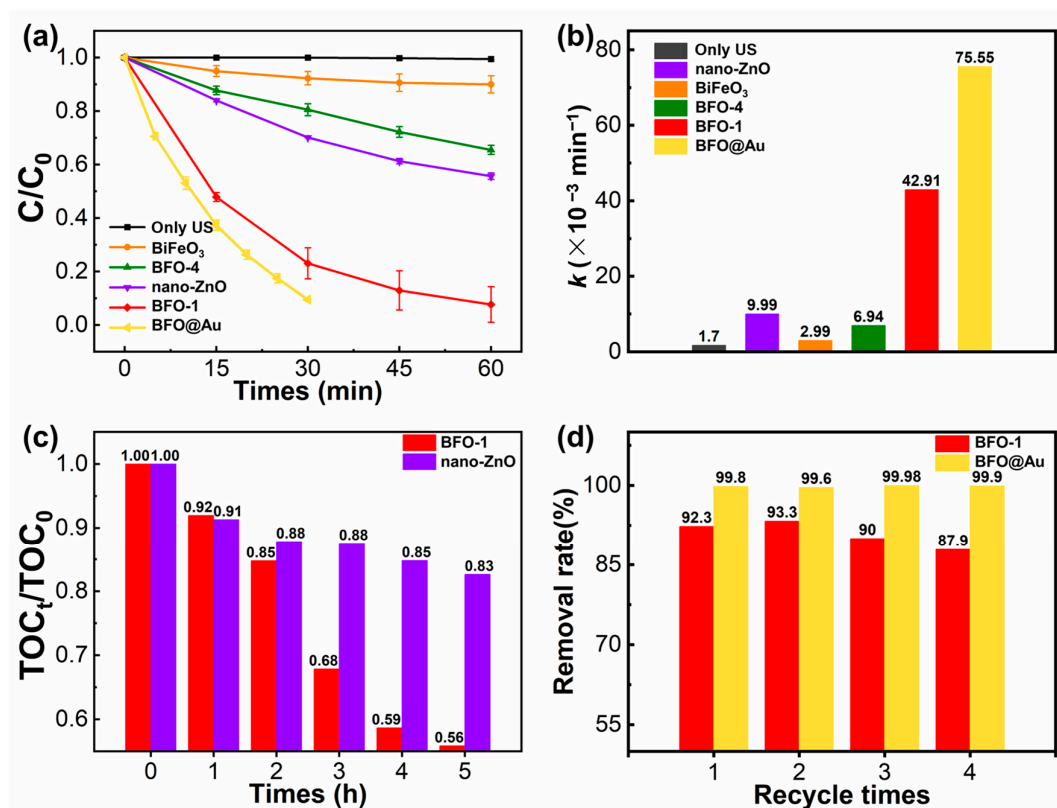 (a)
1.0
0.8
0.6
0.4
0.2
0.0
C/C₀
Only US
BiFeO₃
BFO-4
nano-ZnO
BFO-1
BFO@Au
0 15 30 45 60
Times (min)
(b)
80
60
40
20
0
k (×10⁻³ min⁻¹)
Only US
nano-ZnO
BiFeO₃
BFO-4
BFO-1
BFO@Au
1.7
9.99
2.99
6.94
42.91
75.55
(c)
1.0
0.9
0.8
0.7
0.6
TOCₜ/TOC₀
BFO-1
nano-ZnO
1.00 1.00
0.92 0.91
0.85 0.88
0.68 0.88
0.59 0.85
0.56 0.83
0 1 2 3 4 5
Times (h)
(d)
100
85
70
55
Removal rate(%)
BFO-1
BFO@Au
92.3 99.8
93.3 99.6
90 99.98
87.9 99.9
1 2 3 4
Recycle times